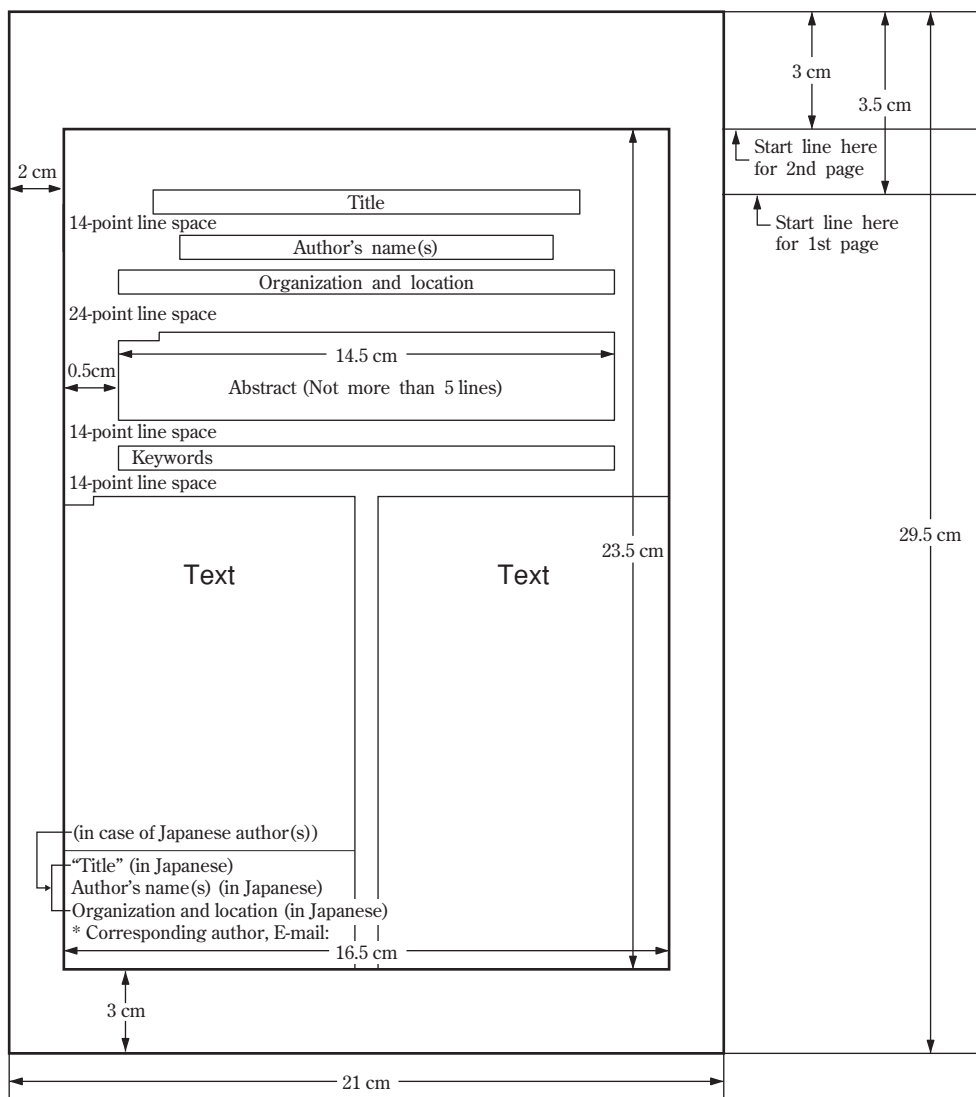 3 cm
3.5 cm
Start line here
for 2nd page
2 cm
Title
Start line here
for 1st page
14-point line space
Author's name(s)
Organization and location
24-point line space
14.5 cm
0.5cm
Abstract (Not more than 5 lines)
14-point line space
Keywords
14-point line space
23.5 cm
29.5 cm
Text
Text
(in case of Japanese author(s))
“Title” (in Japanese)
Author's name(s) (in Japanese)
Organization and location (in Japanese)
* Corresponding author, E-mail:
16.5 cm
3 cm
21 cm